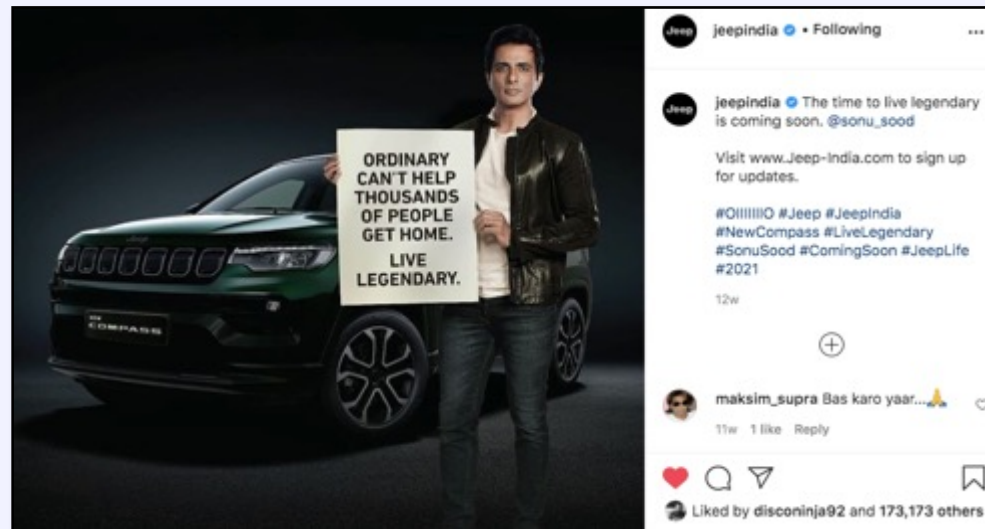 Jeep
jeepindia • Following
...
Jeep
jeepindia The time to live legendary
is coming soon. @sonu_sood
Visit www.Jeep-India.com to sign up
for updates.
#OIIIIIIIO #Jeep #JeepIndia
#NewCompass #LiveLegendary
#SonuSood #ComingSoon #JeepLife
#2021
12w
maksim_supra Bas karo yaar...🙏
11w 1 like Reply
Liked by disconinja92 and 173,173 others
ORDINARY
CAN'T HELP
THOUSANDS
OF PEOPLE
GET HOME.
LIVE
LEGENDARY.
Jeep
COMPASS